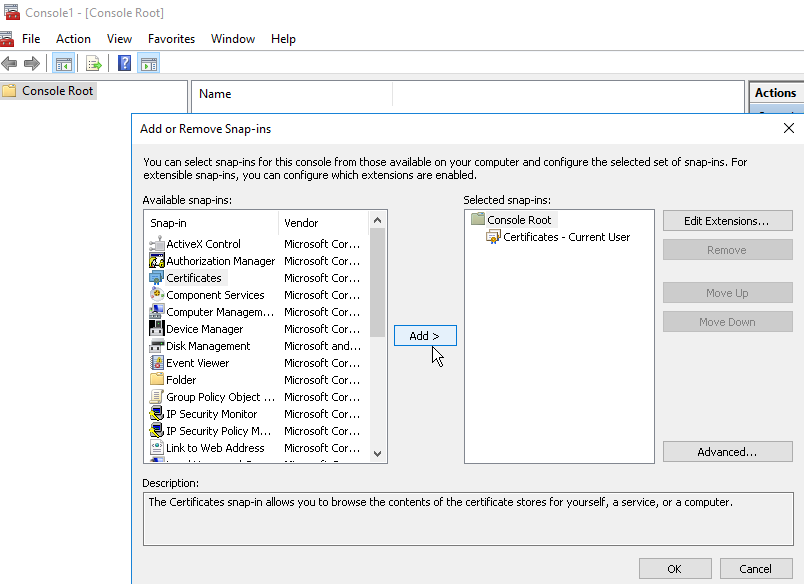 Console1 - [Console Root]
File Action View Favorites Window Help
Console Root
Name
Actions
Add or Remove Snap-ins
You can select snap-ins for this console from those available on your computer and configure the selected set of snap-ins. For
extensible snap-ins, you can configure which extensions are enabled.
Available snap-ins:
Snap-in Vendor
ActiveX Control Microsoft Cor...
Authorization Manager Microsoft Cor...
Certificates Microsoft Cor...
Component Services Microsoft Cor...
Computer Managem... Microsoft Cor...
Device Manager Microsoft Cor...
Disk Management Microsoft and...
Event Viewer Microsoft Cor...
Folder Microsoft Cor...
Group Policy Object ... Microsoft Cor...
IP Security Monitor Microsoft Cor...
IP Security Policy M... Microsoft Cor...
Link to Web Address Microsoft Cor...
Add >
Selected snap-ins:
Console Root
Certificates - Current User
Edit Extensions...
Remove
Move Up
Move Down
Advanced...
Description:
The Certificates snap-in allows you to browse the contents of the certificate stores for yourself, a service, or a computer.
OK
Cancel